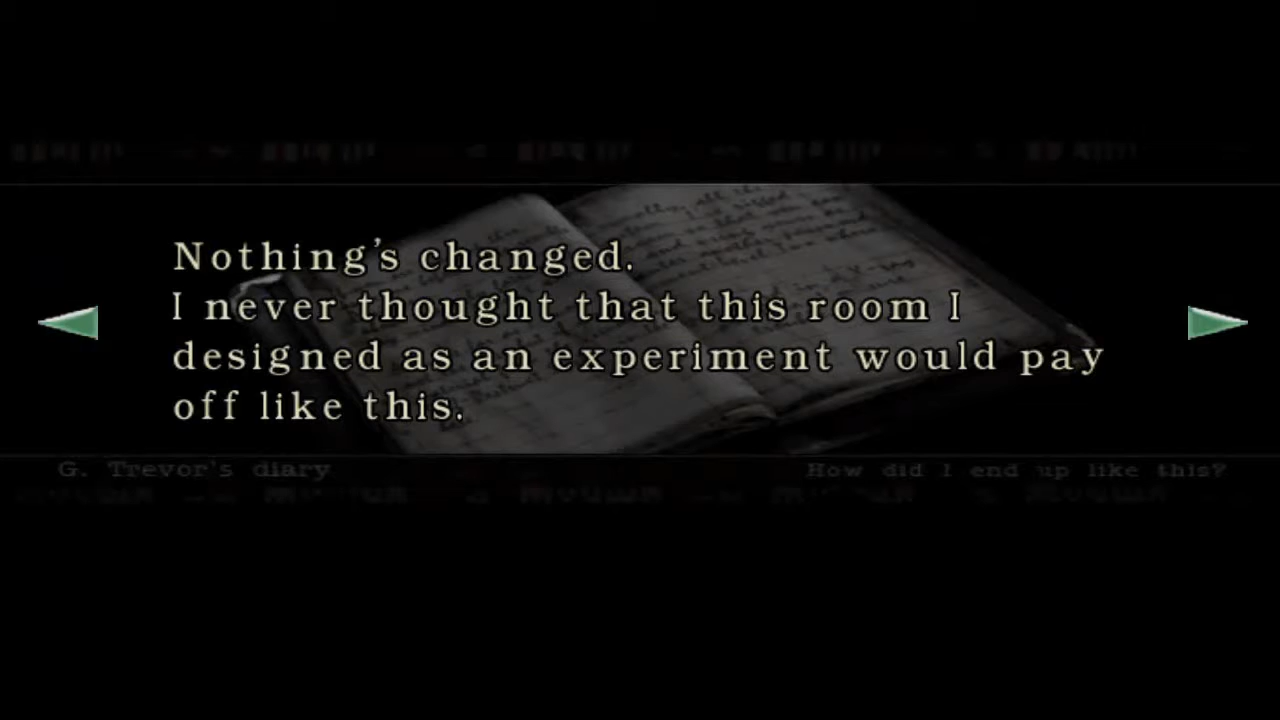 Nothing's changed.
I never thought that this room I
designed as an experiment would pay
off like this.
G. Trevor's diary
How did I end up like this?